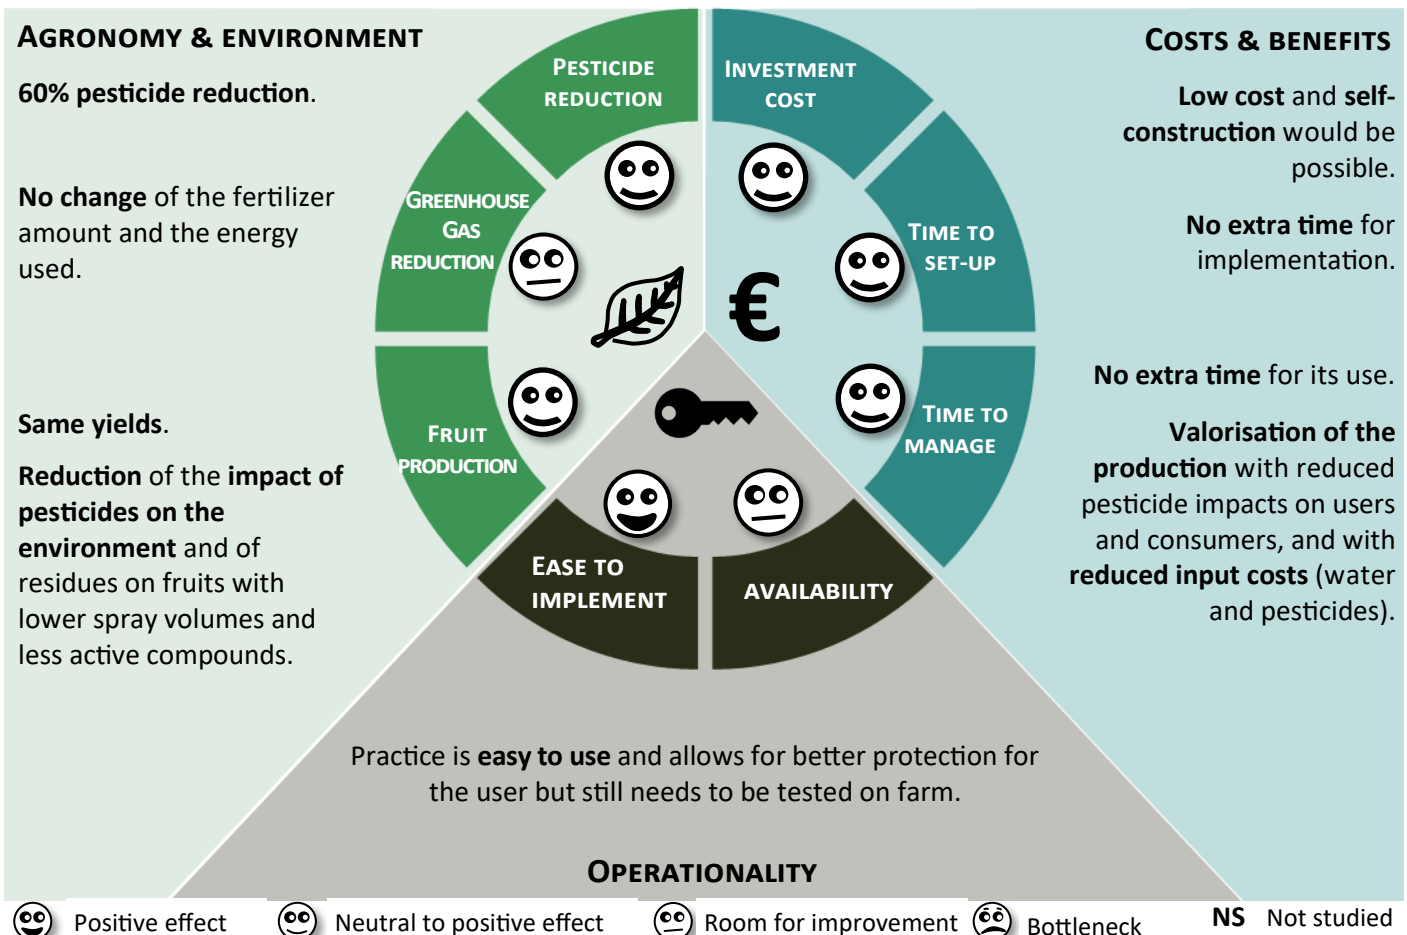 AGRONOMY & ENVIRONMENT
60% pesticide reduction.
No change of the fertilizer
amount and the energy
used.
Same yields.
Reduction of the impact of
pesticides on the
environment and of
residues on fruits with
lower spray volumes and
less active compounds.
PESTICIDE
REDUCTION
GREENHOUSE
GAS
REDUCTION
FRUIT
PRODUCTION
INVESTMENT
COST
TIME TO
SET-UP
TIME TO
MANAGE
€
EASE TO
IMPLEMENT
AVAILABILITY
COSTS & BENEFITS
Low cost and self-
construction would be
possible.
No extra time for
implementation.
No extra time for its use.
Valorisation of the
production with reduced
pesticide impacts on users
and consumers, and with
reduced input costs (water
and pesticides).
Practice is easy to use and allows for better protection for
the user but still needs to be tested on farm.
OPERATIONALITY
Positive effect
Neutral to positive effect
Room for improvement
Bottleneck
NS Not studied